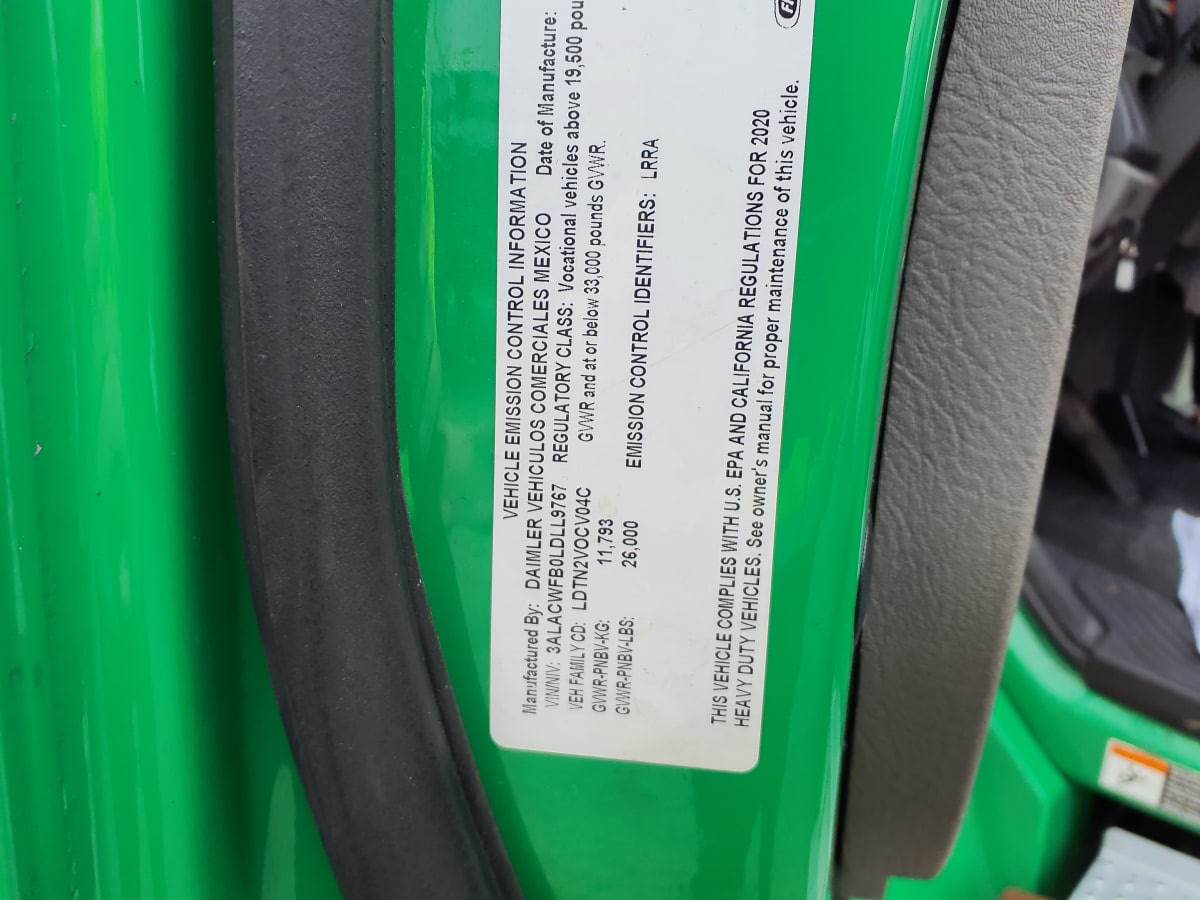 VEHICLE EMISSION CONTROL INFORMATION
Manufactured By: DAIMLER VEHICULOS COMERCIALES MEXICO Date of Manufacture:
VIN/NIV: 3ALACWFB0LDLL9767 REGULATORY CLASS: Vocational vehicles above 19,500 pou
VEH FAMILY CD: LDTN2VOCV04C GVWR and at or below 33,000 pounds GVWR.
GVWR-PNBV-KG: 11,793
GVWR-PNBV-LBS: 26,000 EMISSION CONTROL IDENTIFIERS: LRRA
THIS VEHICLE COMPLIES WITH U.S. EPA AND CALIFORNIA REGULATIONS FOR 2020
HEAVY DUTY VEHICLES. See owner's manual for proper maintenance of this vehicle.